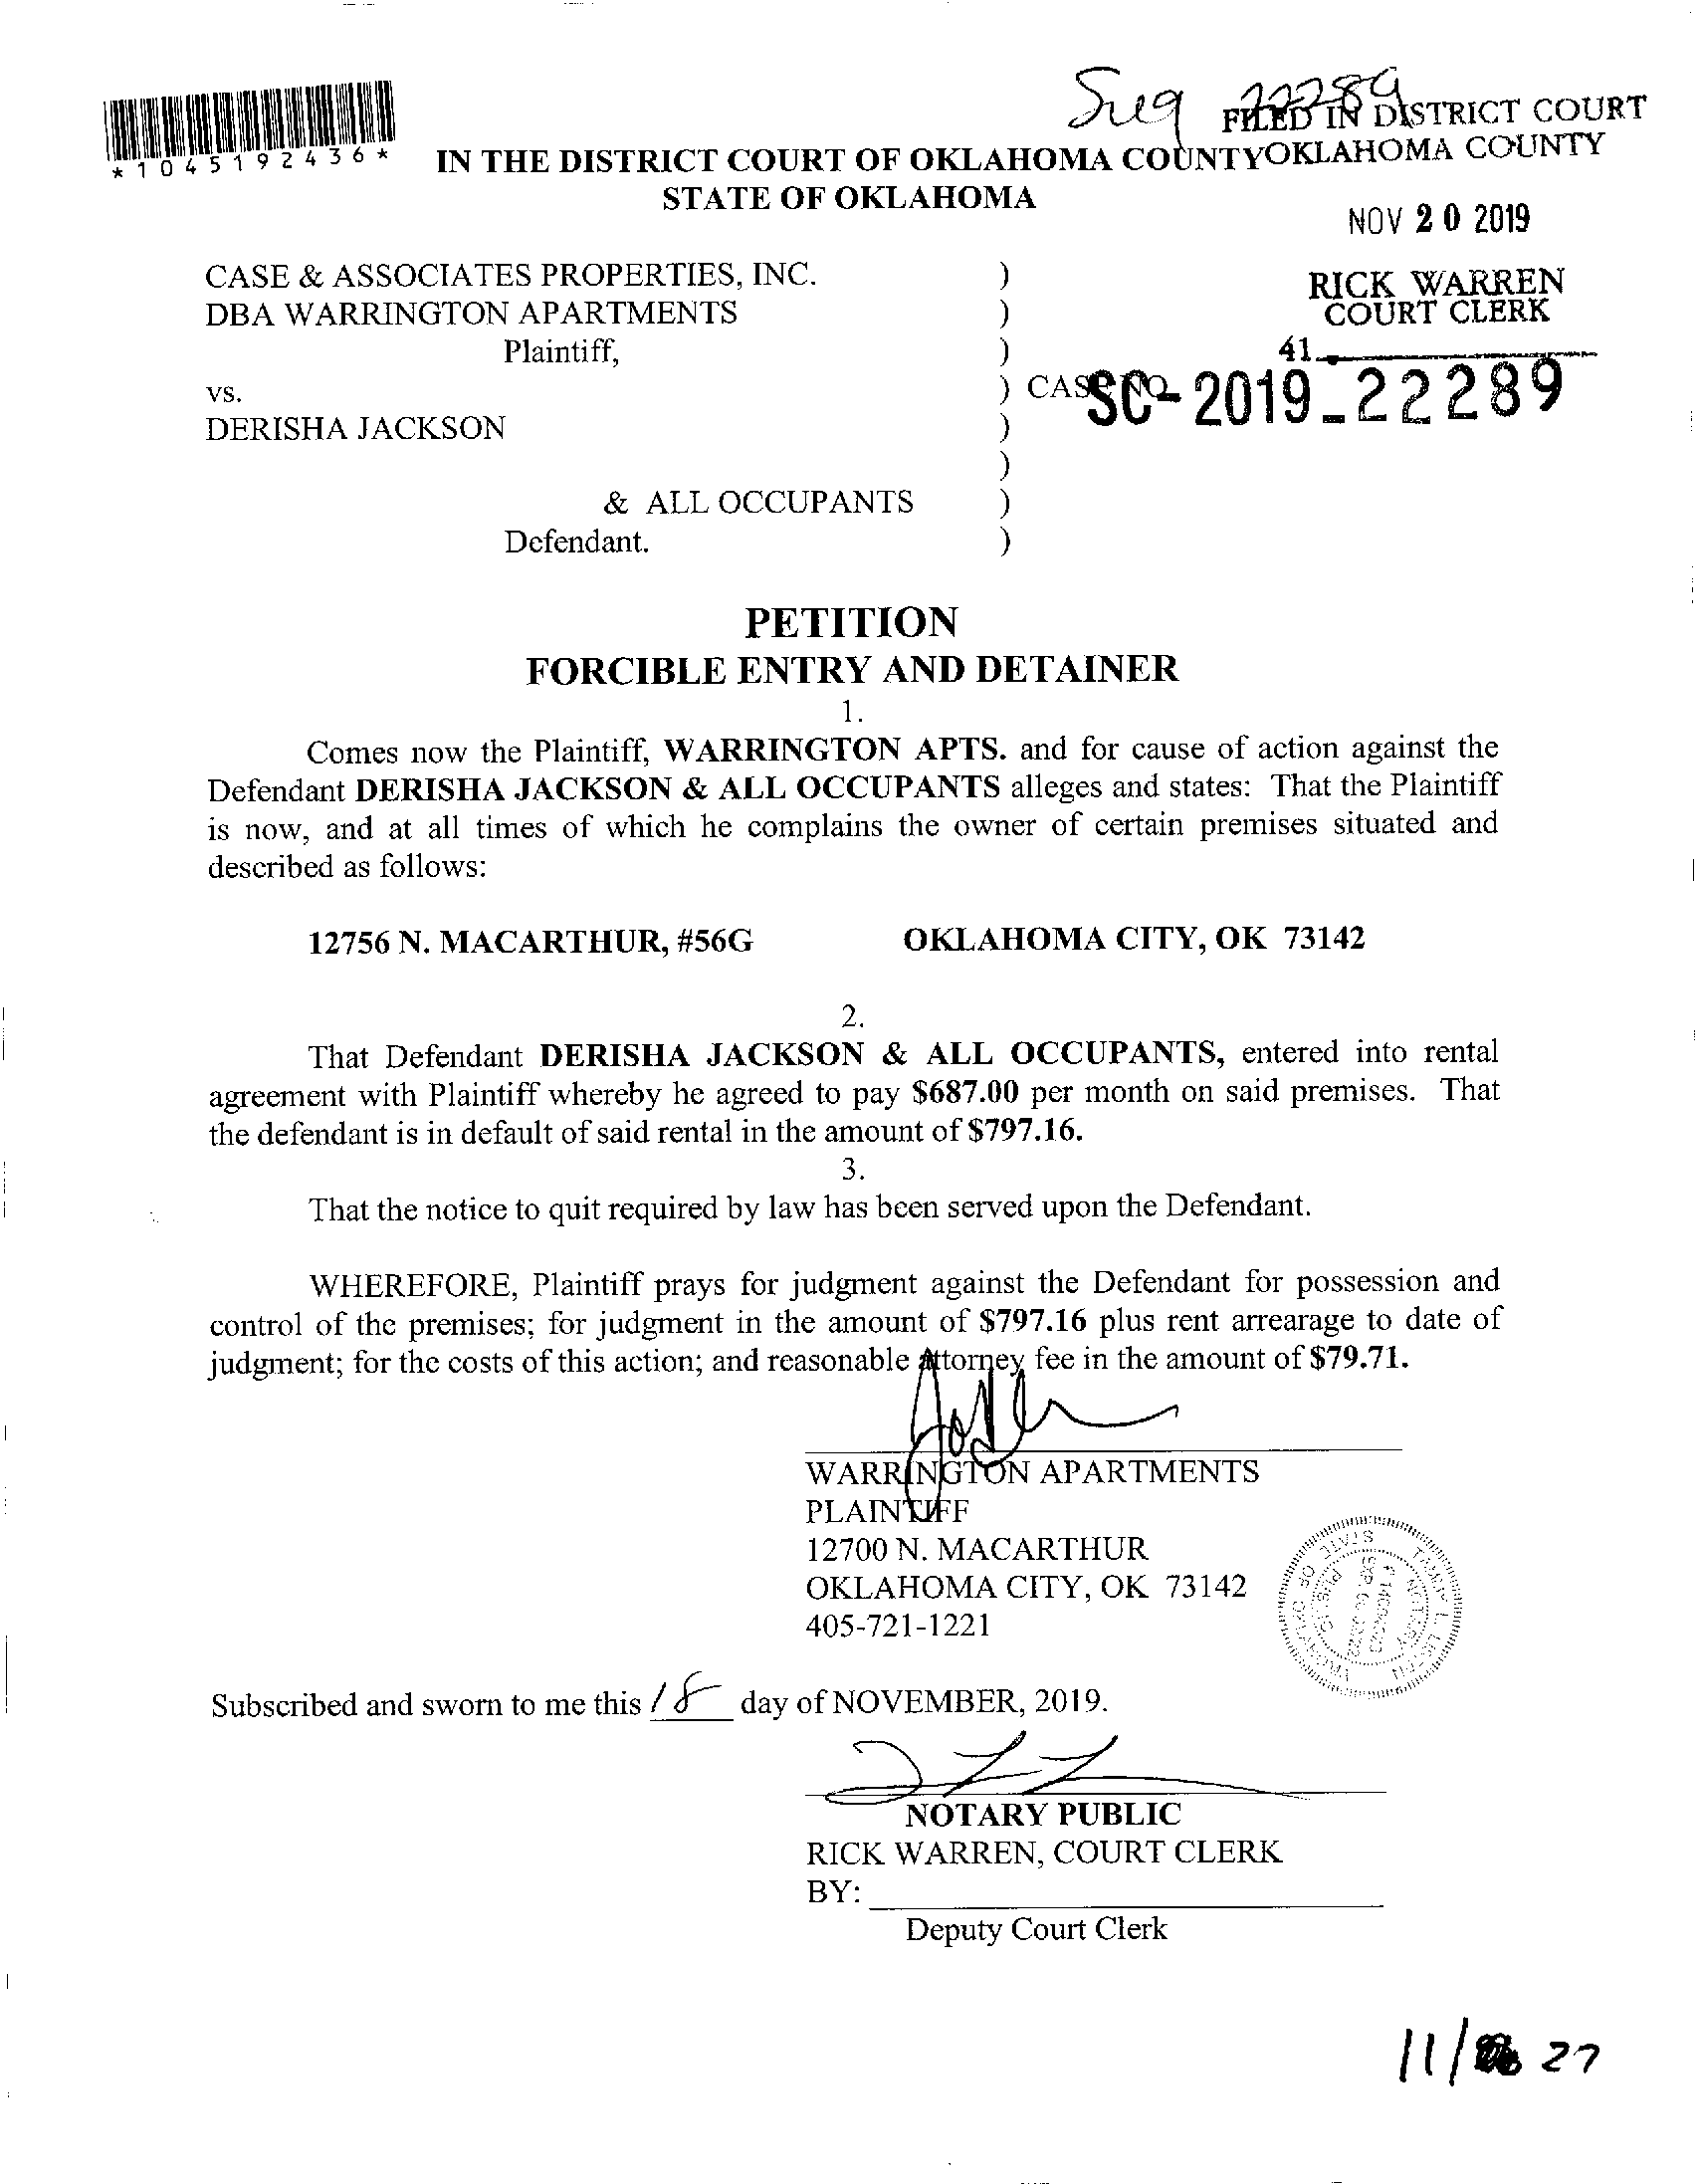 *1045192436*
22289
FILED IN DISTRICT COURT
OKLAHOMA COUNTY
IN THE DISTRICT COURT OF OKLAHOMA COUNTY
STATE OF OKLAHOMA
NOV 20 2019
RICK WARREN
COURT CLERK
41
CASE & ASSOCIATES PROPERTIES, INC. )
DBA WARRINGTON APARTMENTS )
Plaintiff, )
vs. ) CASE NO. SC-2019-22289
DERISHA JACKSON )
)
& ALL OCCUPANTS )
Defendant. )
PETITION
FORCIBLE ENTRY AND DETAINER
1.
Comes now the Plaintiff, WARRINGTON APTS. and for cause of action against the
Defendant DERISHA JACKSON & ALL OCCUPANTS alleges and states: That the Plaintiff
is now, and at all times of which he complains the owner of certain premises situated and
described as follows:
12756 N. MACARTHUR, #56G OKLAHOMA CITY, OK 73142
2.
That Defendant DERISHA JACKSON & ALL OCCUPANTS, entered into rental
agreement with Plaintiff whereby he agreed to pay $687.00 per month on said premises. That
the defendant is in default of said rental in the amount of $797.16.
3.
That the notice to quit required by law has been served upon the Defendant.
WHEREFORE, Plaintiff prays for judgment against the Defendant for possession and
control of the premises; for judgment in the amount of $797.16 plus rent arrearage to date of
judgment; for the costs of this action; and reasonable Attorney fee in the amount of $79.71.
WARRINGTON APARTMENTS
PLAINTIFF
12700 N. MACARTHUR
OKLAHOMA CITY, OK 73142
405-721-1221
Subscribed and sworn to me this 18 day of NOVEMBER, 2019.
NOTARY PUBLIC
RICK WARREN, COURT CLERK
BY:
Deputy Court Clerk
11/ 27